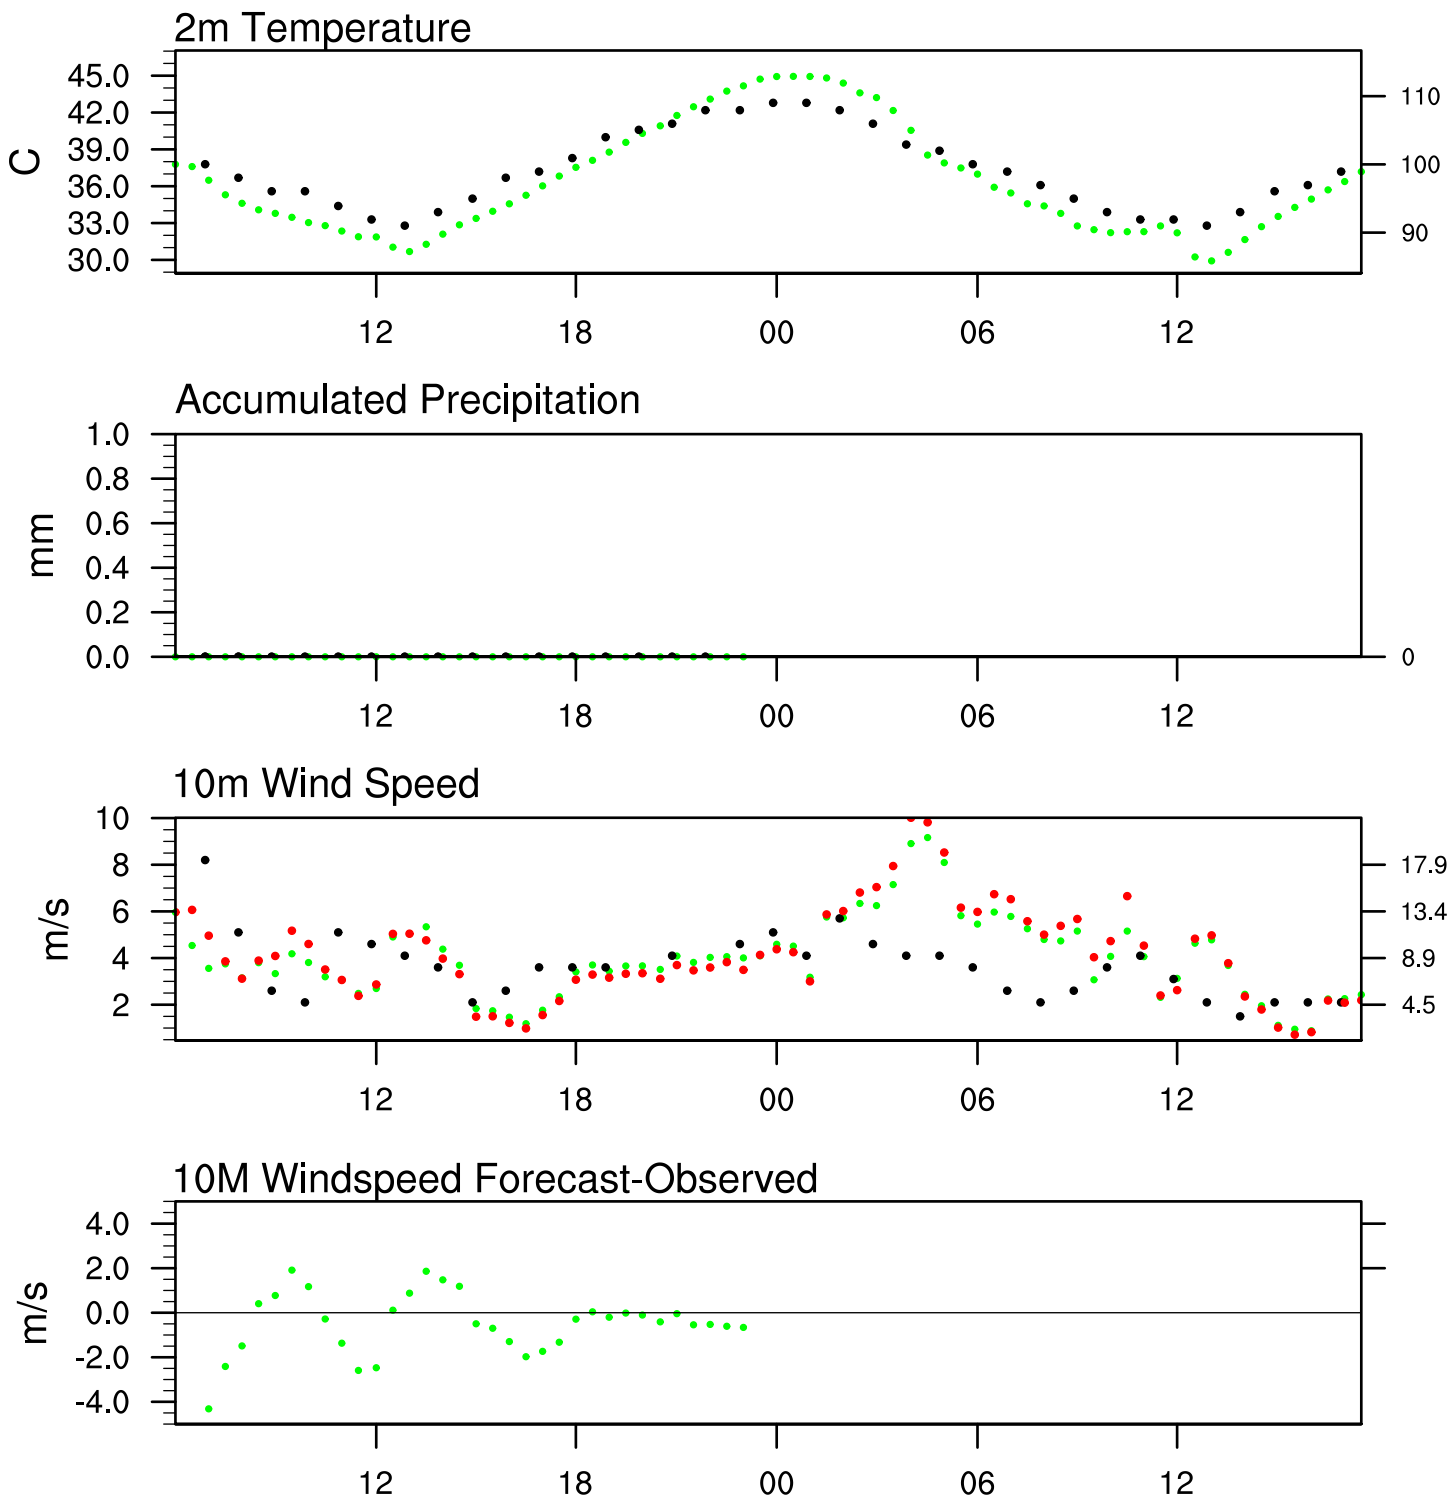 2m Temperature
45.0
42.0
39.0
36.0
33.0
30.0
C
110
100
90
12 18 00 06 12
Accumulated Precipitation
1.0
0.8
0.6
0.4
0.2
0.0
mm
0
12 18 00 06 12
10m Wind Speed
10
8
6
4
2
m/s
17.9
13.4
8.9
4.5
12 18 00 06 12
10M Windspeed Forecast-Observed
4.0
2.0
0.0
-2.0
-4.0
m/s
12 18 00 06 12